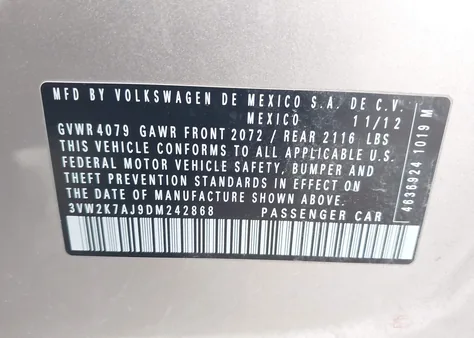 MFD BY VOLKSWAGEN DE MEXICO S.A. DE C.V.
MEXICO 11/12
GVWR 4079 GAWR FRONT 2072 / REAR 2116 LBS
THIS VEHICLE CONFORMS TO ALL APPLICABLE U.S.
FEDERAL MOTOR VEHICLE SAFETY, BUMPER AND
THEFT PREVENTION STANDARDS IN EFFECT ON
THE DATE OF MANUFACTURE SHOWN ABOVE
3VW2K7AJ9DM242868 PASSENGER CAR
4636924 1019 M